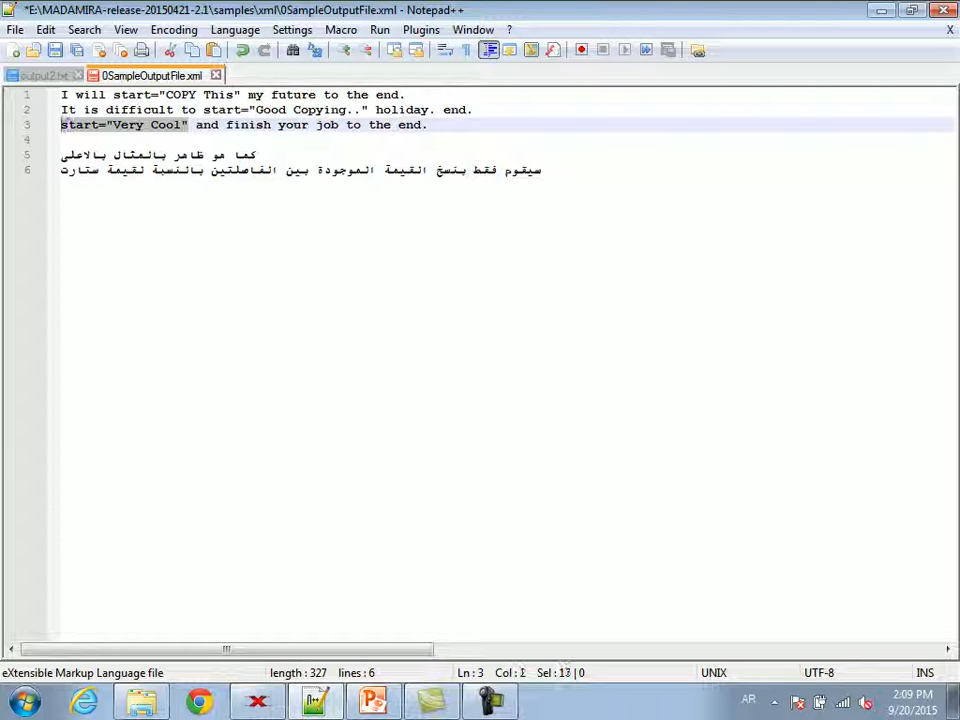 *E:\MADAMIRA-release-20150421-2.1\samples\xml\0SampleOutputFile.xml - Notepad++
File Edit Search View Encoding Language Settings Macro Run Plugins Window ? X
output2.txt 0SampleOutputFile.xml
1 I will start="COPY This" my future to the end.
2 It is difficult to start="Good Copying.." holiday. end.
3 start="Very Cool" and finish your job to the end.
4
5 كما هو ظاهر بالمثال بالاعلى
6 سيقوم فقط بنسخ القيمة الموجودة بين الفاصلتين بالنسبة لقيمة ستارت
eXtensible Markup Language file length : 327 lines : 6 Ln : 3 Col : Sel : | 0 UNIX UTF-8 INS
AR 2:09 PM
9/20/2015